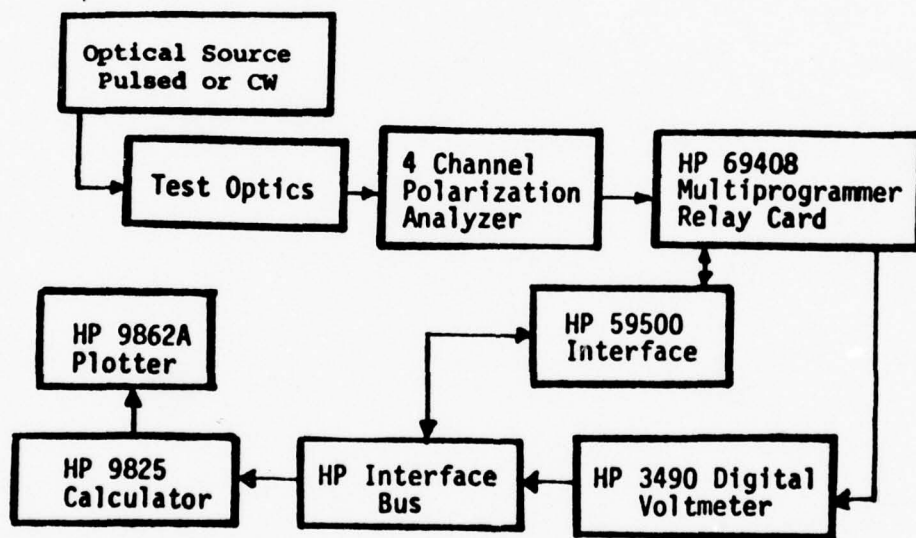 Optical Source
Pulsed or CW
Test Optics
4 Channel
Polarization
Analyzer
HP 69408
Multiprogrammer
Relay Card
HP 9862A
Plotter
HP 59500
Interface
HP 9825
Calculator
HP Interface
Bus
HP 3490 Digital
Voltmeter